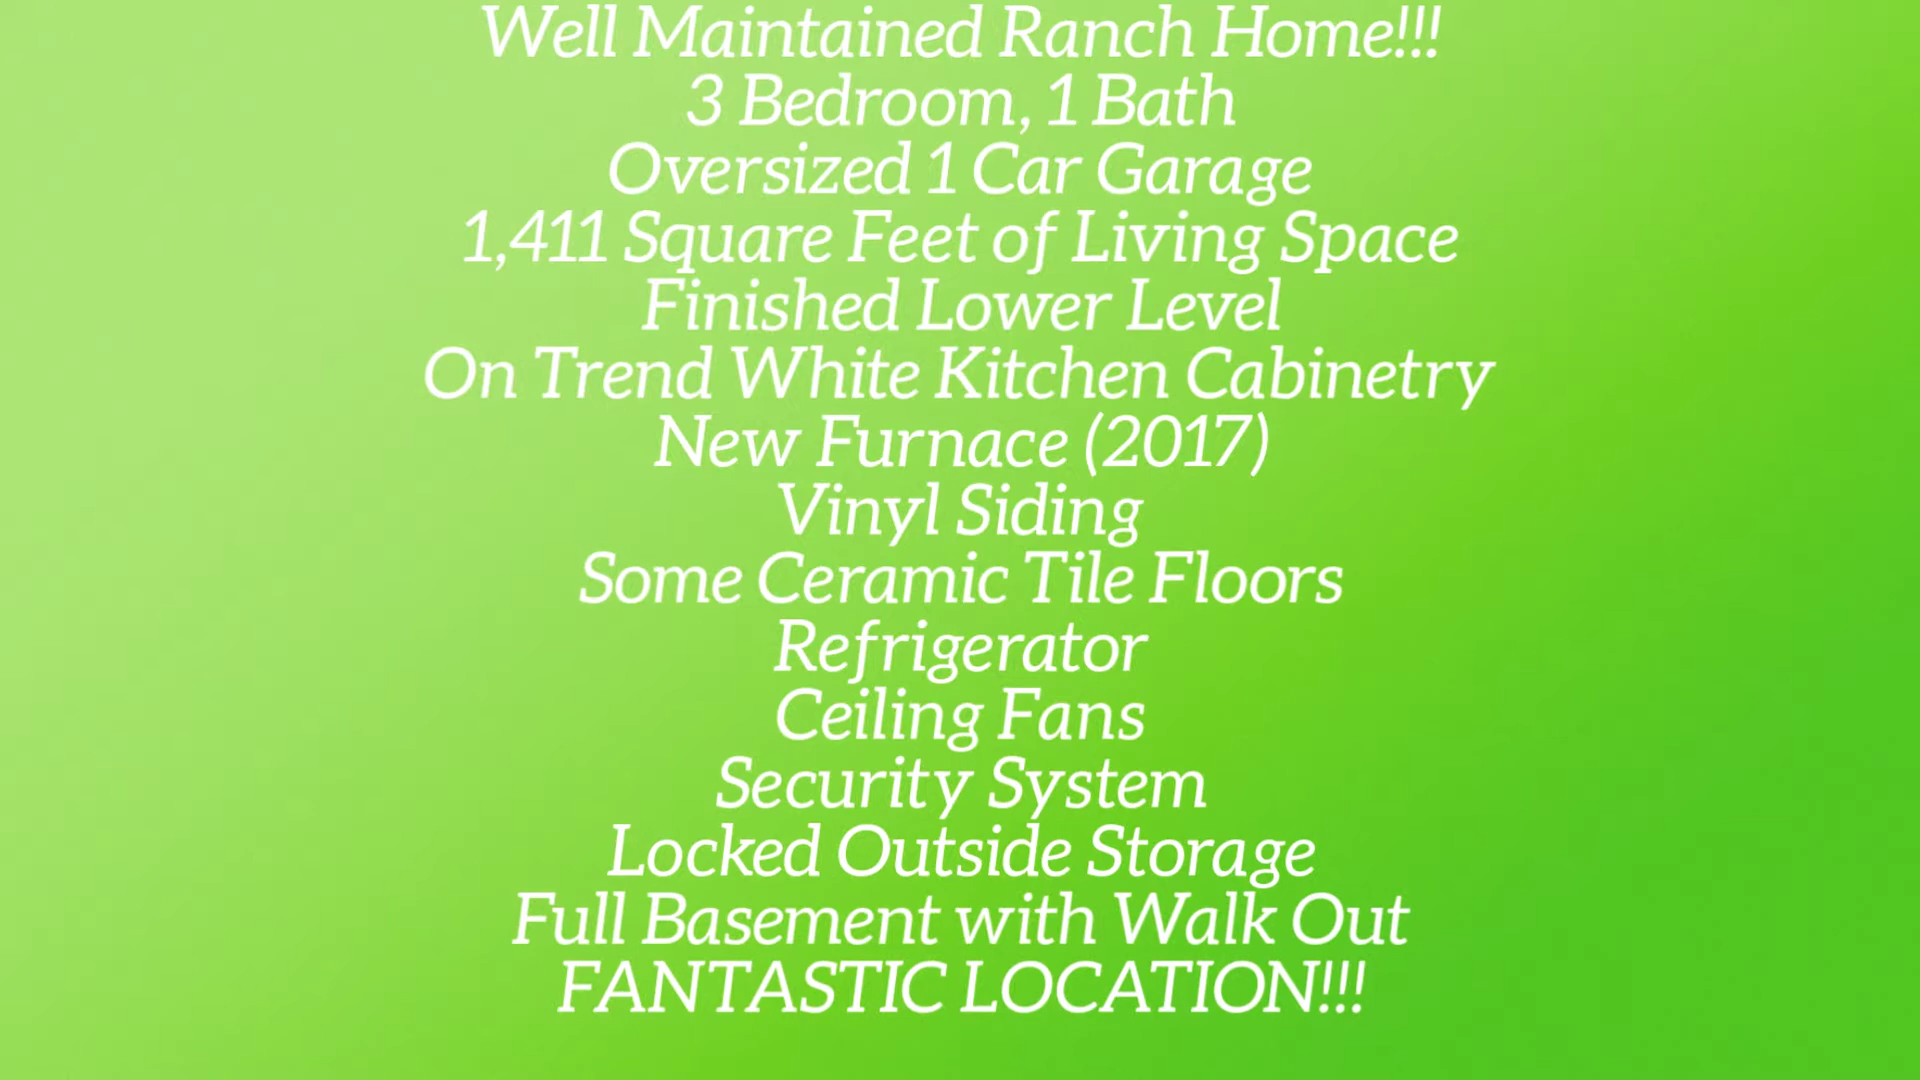 Well Maintained Ranch Home!!!
3 Bedroom, 1 Bath
Oversized 1 Car Garage
1,411 Square Feet of Living Space
Finished Lower Level
On Trend White Kitchen Cabinetry
New Furnace (2017)
Vinyl Siding
Some Ceramic Tile Floors
Refrigerator
Ceiling Fans
Security System
Locked Outside Storage
Full Basement with Walk Out
FANTASTIC LOCATION!!!